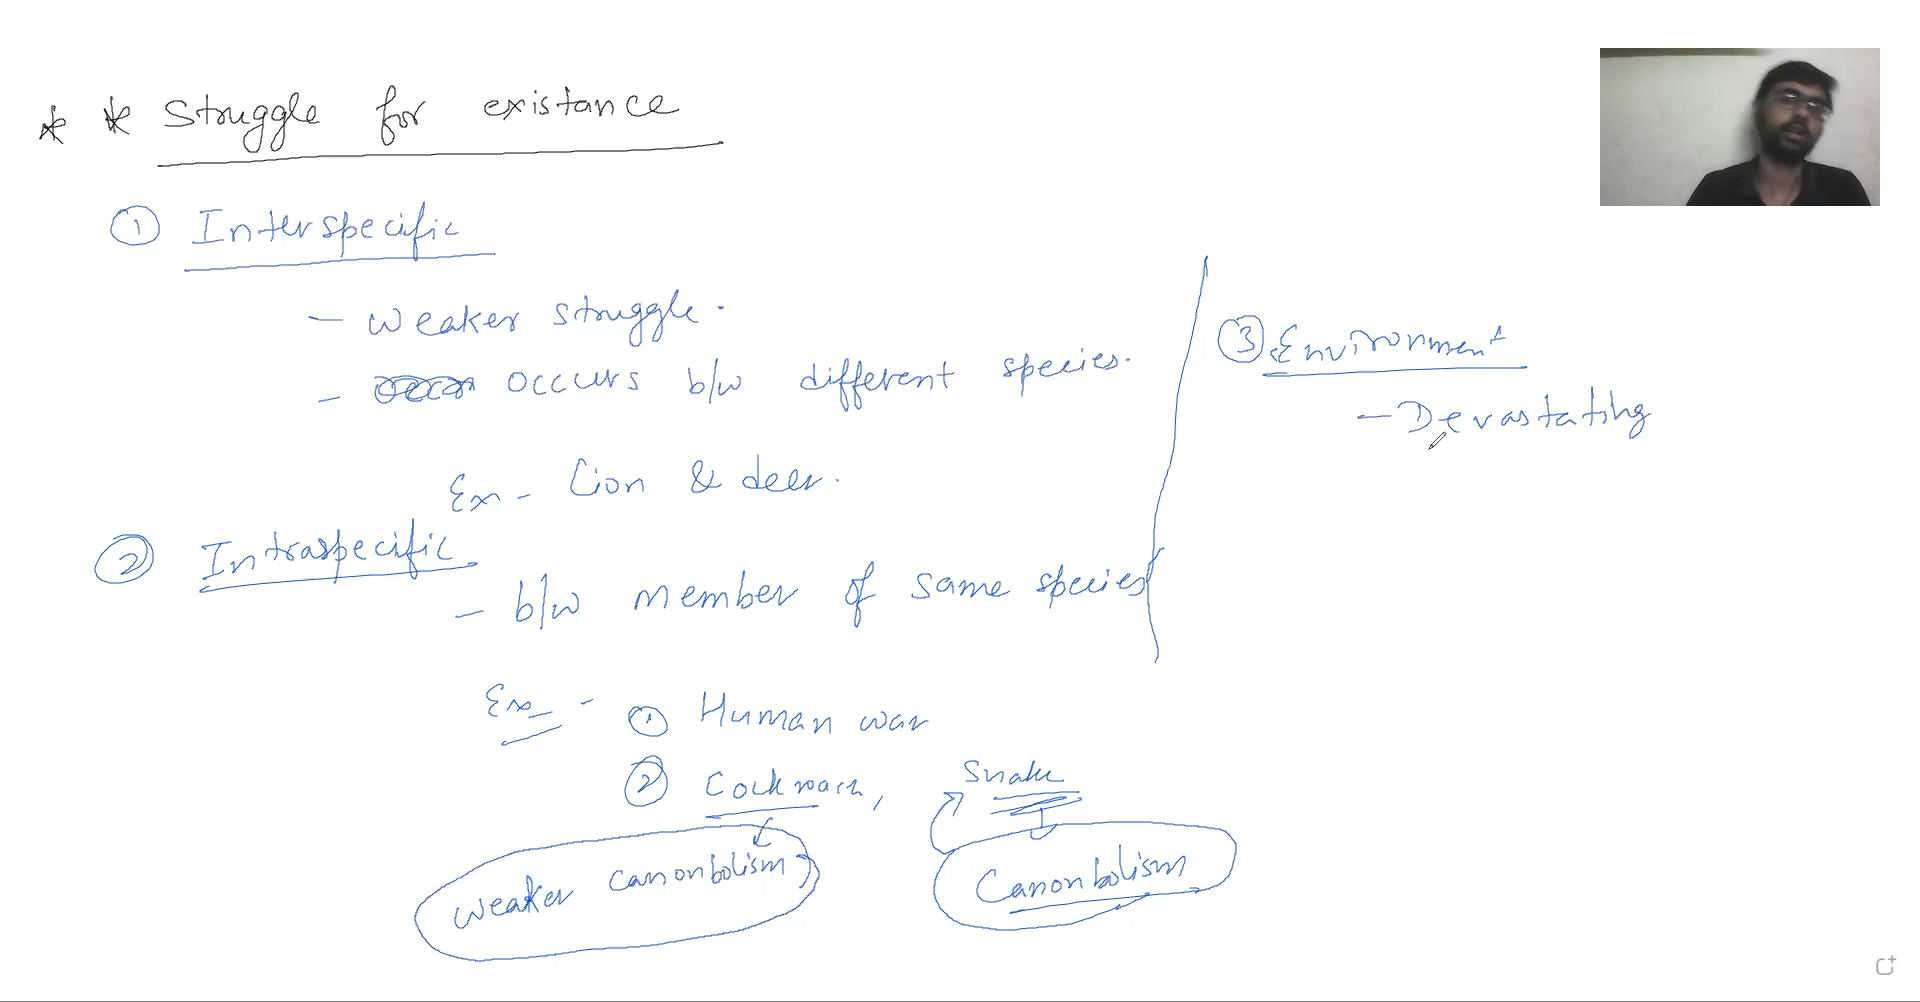 * * Struggle for existance
① Interspecific
- weaker struggle.
- occurs b/w different species.
Ex - Lion & deer.
② Intraspecific
- b/w member of same species
Ex - ① Human war
② Cockroach, Snake
weaker canonbolism
Canonbolism
③ Environment
- Devastating